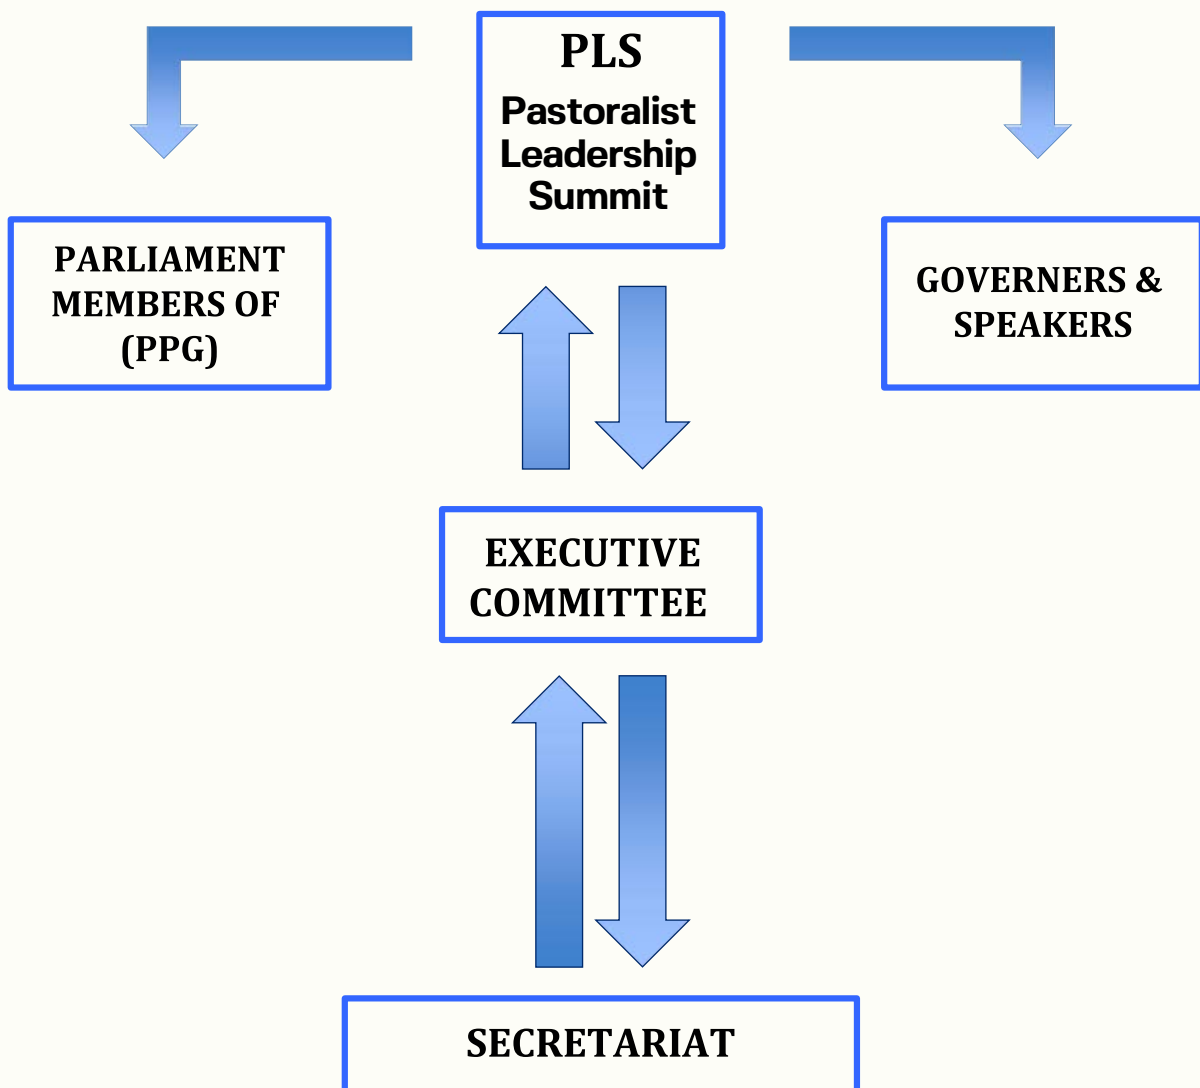 PLS
Pastoralist
Leadership
Summit
PARLIAMENT
MEMBERS OF
(PPG)
GOVERNERS &
SPEAKERS
EXECUTIVE
COMMITTEE
SECRETARIAT